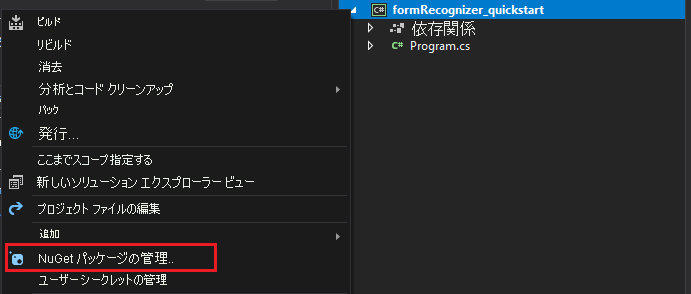 ビルド
リビルド
消去
分析とコード クリーンアップ
パック
発行...
ここまでスコープ指定する
新しいソリューション エクスプローラー ビュー
プロジェクト ファイルの編集
追加
NuGet パッケージの管理..
ユーザー シークレットの管理
C# formRecognizer_quickstart
依存関係
C# Program.cs